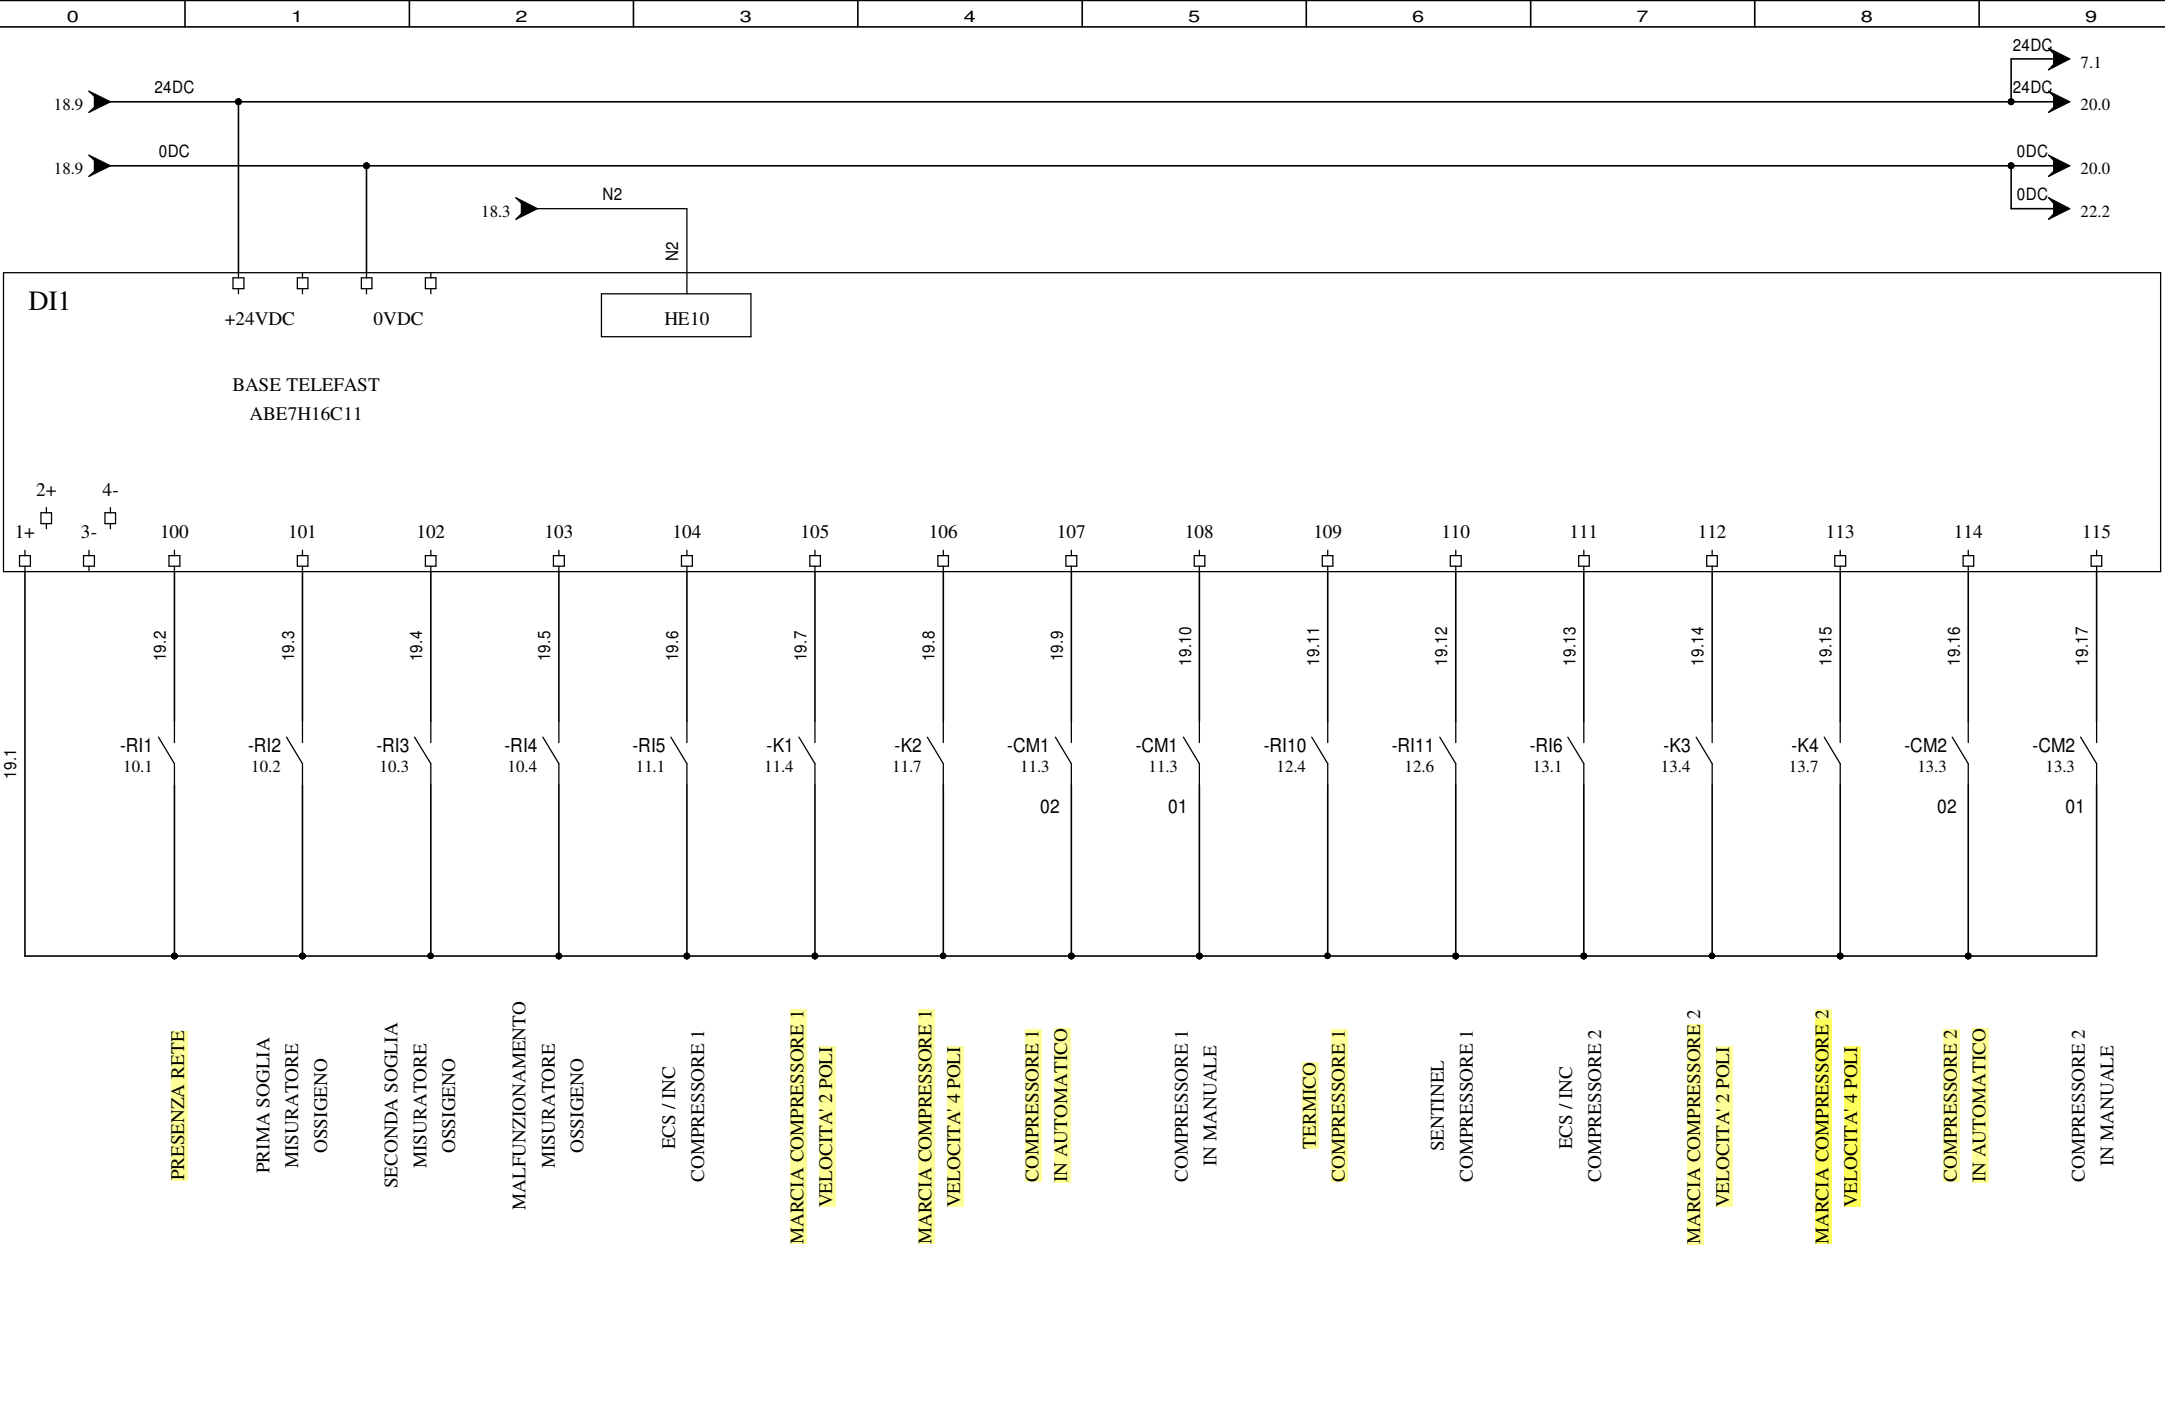 0 1 2 3 4 5 6 7 8 9
24DC 7.1
18.9 24DC 24DC 20.0
18.9 0DC 0DC 20.0
18.3 N2 0DC 22.2
N2
DI1
+24VDC 0VDC HE10
BASE TELEFAST
ABE7H16C11
2+ 4-
1+ 3- 100 101 102 103 104 105 106 107 108 109 110 111 112 113 114 115
19.2 19.3 19.4 19.5 19.6 19.7 19.8 19.9 19.10 19.11 19.12 19.13 19.14 19.15 19.16 19.17
19.1
-RI1 -RI2 -RI3 -RI4 -RI5 -K1 -K2 -CM1 -CM1 -RI10 -RI11 -RI6 -K3 -K4 -CM2 -CM2
10.1 10.2 10.3 10.4 11.1 11.4 11.7 11.3 11.3 12.4 12.6 13.1 13.4 13.7 13.3 13.3
02 01 02 01
PRESENZA RETE
PRIMA SOGLIA
MISURATORE
OSSIGENO
SECONDA SOGLIA
MISURATORE
OSSIGENO
MALFUNZIONAMENTO
MISURATORE
OSSIGENO
ECS / INC
COMPRESSORE 1
MARCIA COMPRESSORE 1
VELOCITA' 2 POLI
MARCIA COMPRESSORE 1
VELOCITA' 4 POLI
COMPRESSORE 1
IN AUTOMATICO
COMPRESSORE 1
IN MANUALE
TERMICO
COMPRESSORE 1
SENTINEL
COMPRESSORE 1
ECS / INC
COMPRESSORE 2
MARCIA COMPRESSORE 2
VELOCITA' 2 POLI
MARCIA COMPRESSORE 2
VELOCITA' 4 POLI
COMPRESSORE 2
IN AUTOMATICO
COMPRESSORE 2
IN MANUALE